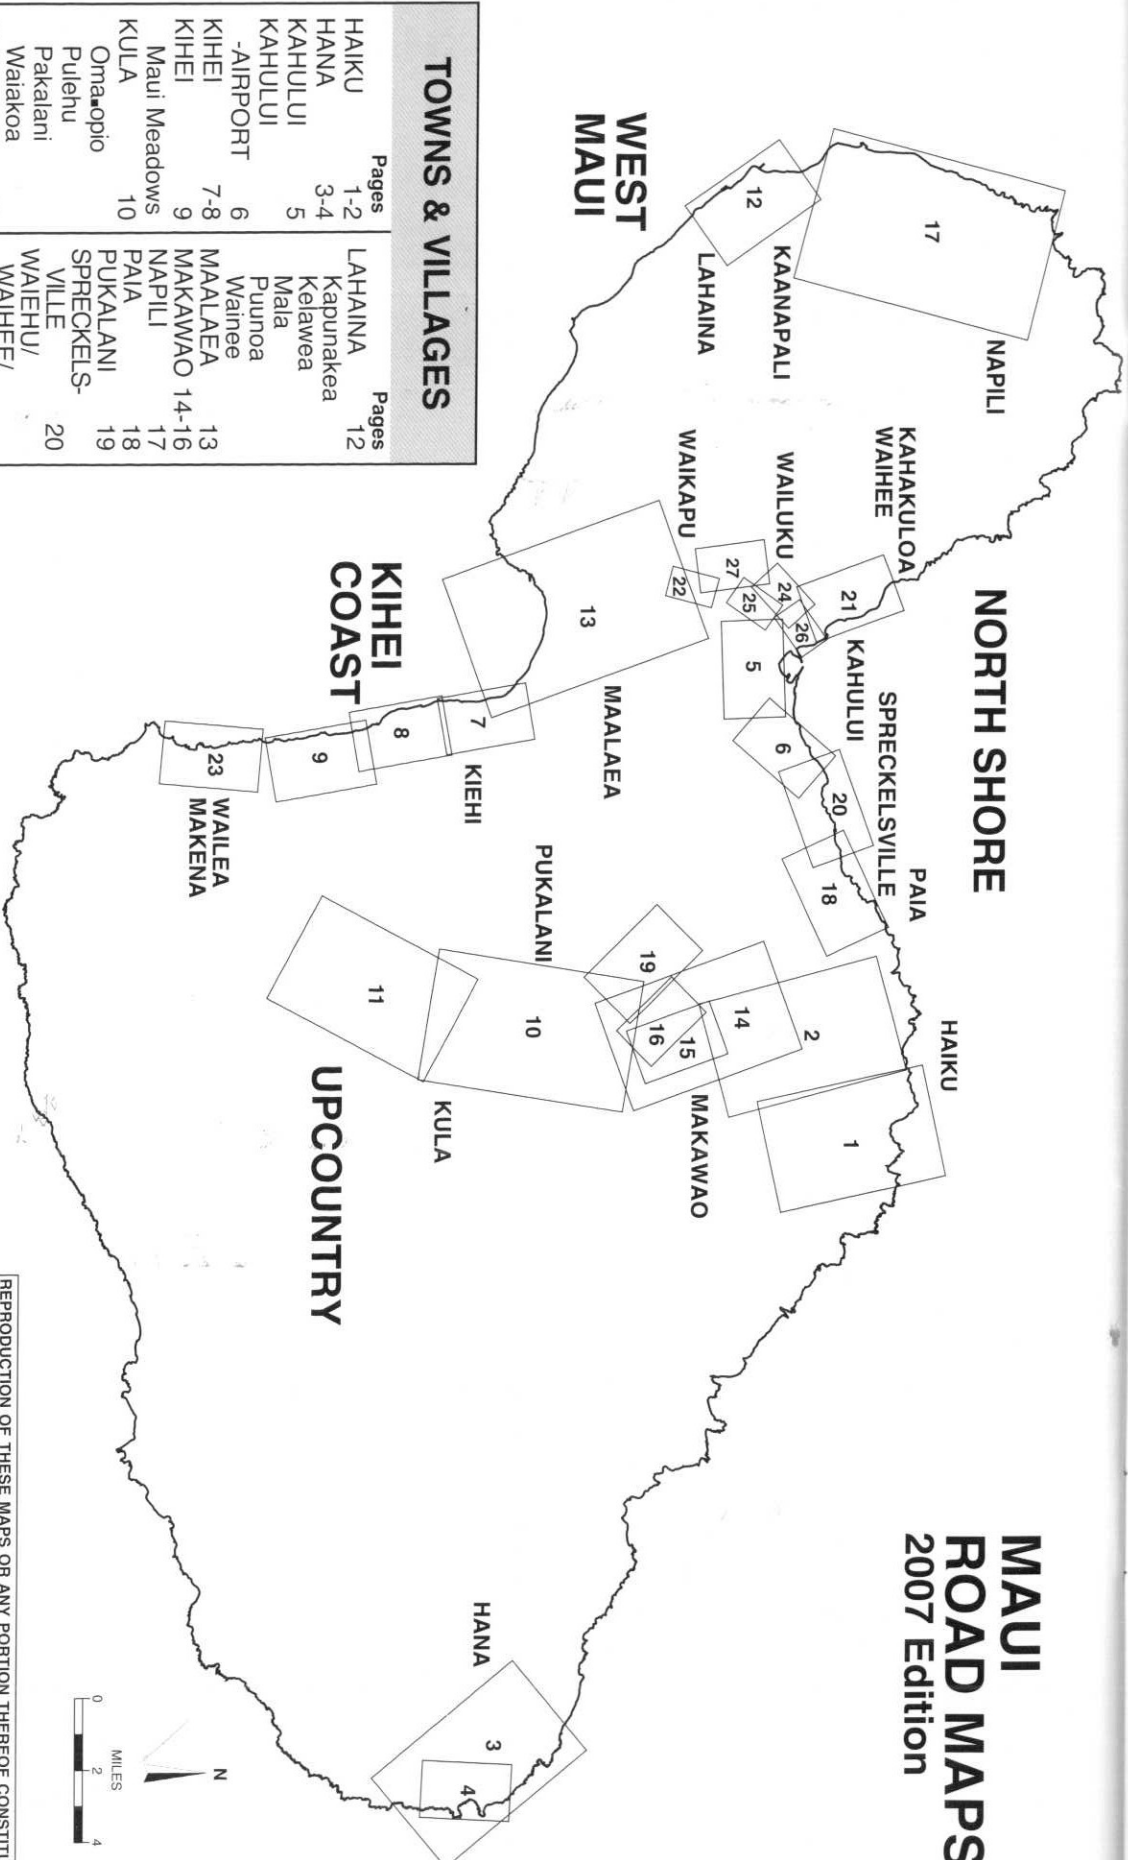 MAUI
ROAD MAPS
2007 Edition
NORTH SHORE
WEST
MAUI
KIHEI
COAST
UPCOUNTRY
NAPILI
KAANAPALI
LAHAINA
KAHAKULOA
WAIHEE
WAILUKU
WAIKAPU
KAHULUI
SPRECKELSVILLE
PAIA
HAIKU
MAALAEA
KIEHI
WAILEA
MAKENA
PUKALANI
MAKAWAO
KULA
HANA
17
12
21
24
26
27
25
22
5
13
6
20
18
7
8
9
23
19
14
2
1
16
15
10
11
3
4
N
0 2 4
MILES
TOWNS & VILLAGES
Pages
HAIKU 1-2
HANA 3-4
KAHULUI 5
KAHULUI
-AIRPORT 6
KIHEI 7-8
KIHEI 9
Maui Meadows
KULA 10
Oma▪opio
Pulehu
Pakalani
Waiakoa
Pages
LAHAINA 12
Kapunakea
Kelawea
Mala
Puunoa
Wainee
MAALAEA 13
MAKAWAO 14-16
NAPILI 17
PAIA 18
PUKALANI 19
SPRECKELS-
VILLE 20
WAIEHU/
WAIHEE/
REPRODUCTION OF THESE MAPS OR ANY PORTION THEREOF CONSTITU